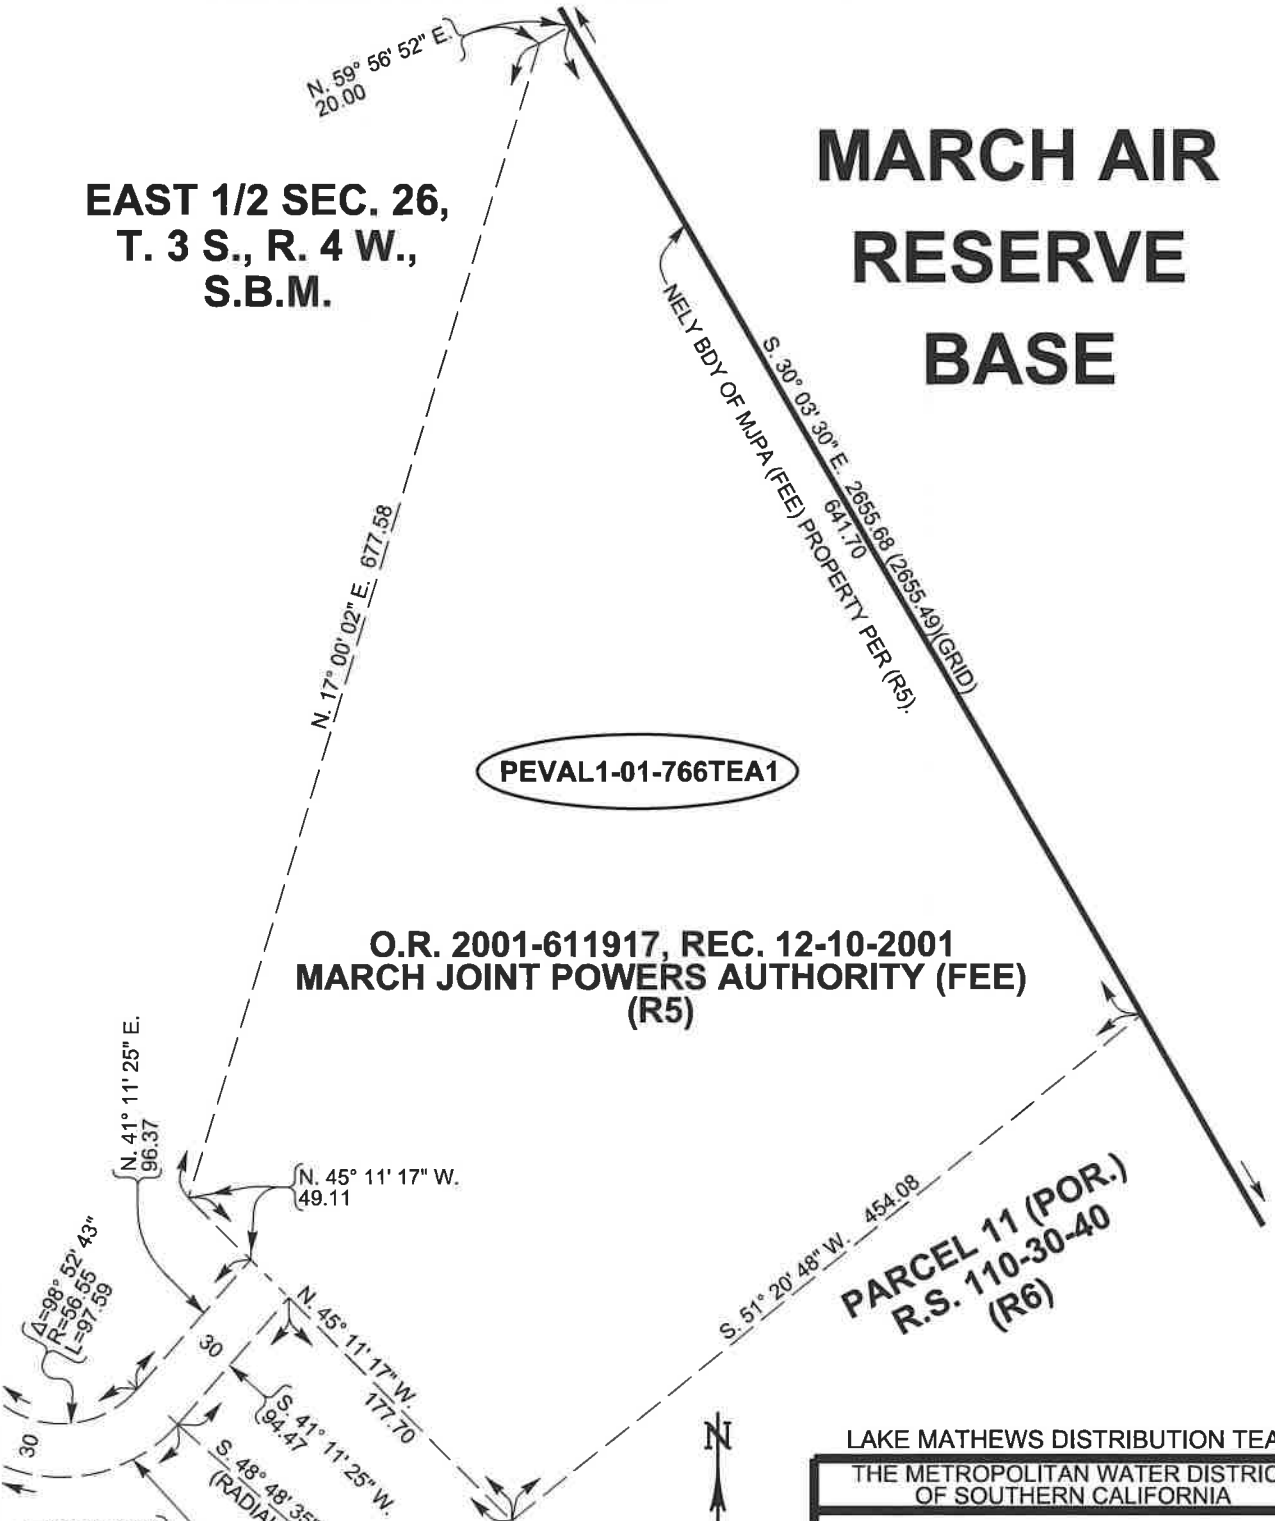 N. 59° 56' 52" E.
20.00
MARCH AIR
RESERVE
BASE
EAST 1/2 SEC. 26,
T. 3 S., R. 4 W.,
S.B.M.
NELY BDY OF MJPA (FEE) PROPERTY PER (R5).
S. 30° 03' 30" E. 2655.68 (2655.49)(GRID)
641.70
N. 17° 00' 02" E. 677.58
PEVAL1-01-766TEA1
O.R. 2001-611917, REC. 12-10-2001
MARCH JOINT POWERS AUTHORITY (FEE)
(R5)
N. 41° 11' 25" E.
96.37
N. 45° 11' 17" W.
49.11
S. 51° 20' 48" W. 454.08
PARCEL 11 (POR.)
R.S. 110-30-40
(R6)
Δ=98° 52' 43"
R=56.55
L=97.59
30
N. 45° 11' 17" W.
177.70
S. 41° 11' 25" W.
94.47
30
S. 48° 48' 35"
(RADIAL
N
LAKE MATHEWS DISTRIBUTION TEA
THE METROPOLITAN WATER DISTRIC
OF SOUTHERN CALIFORNIA